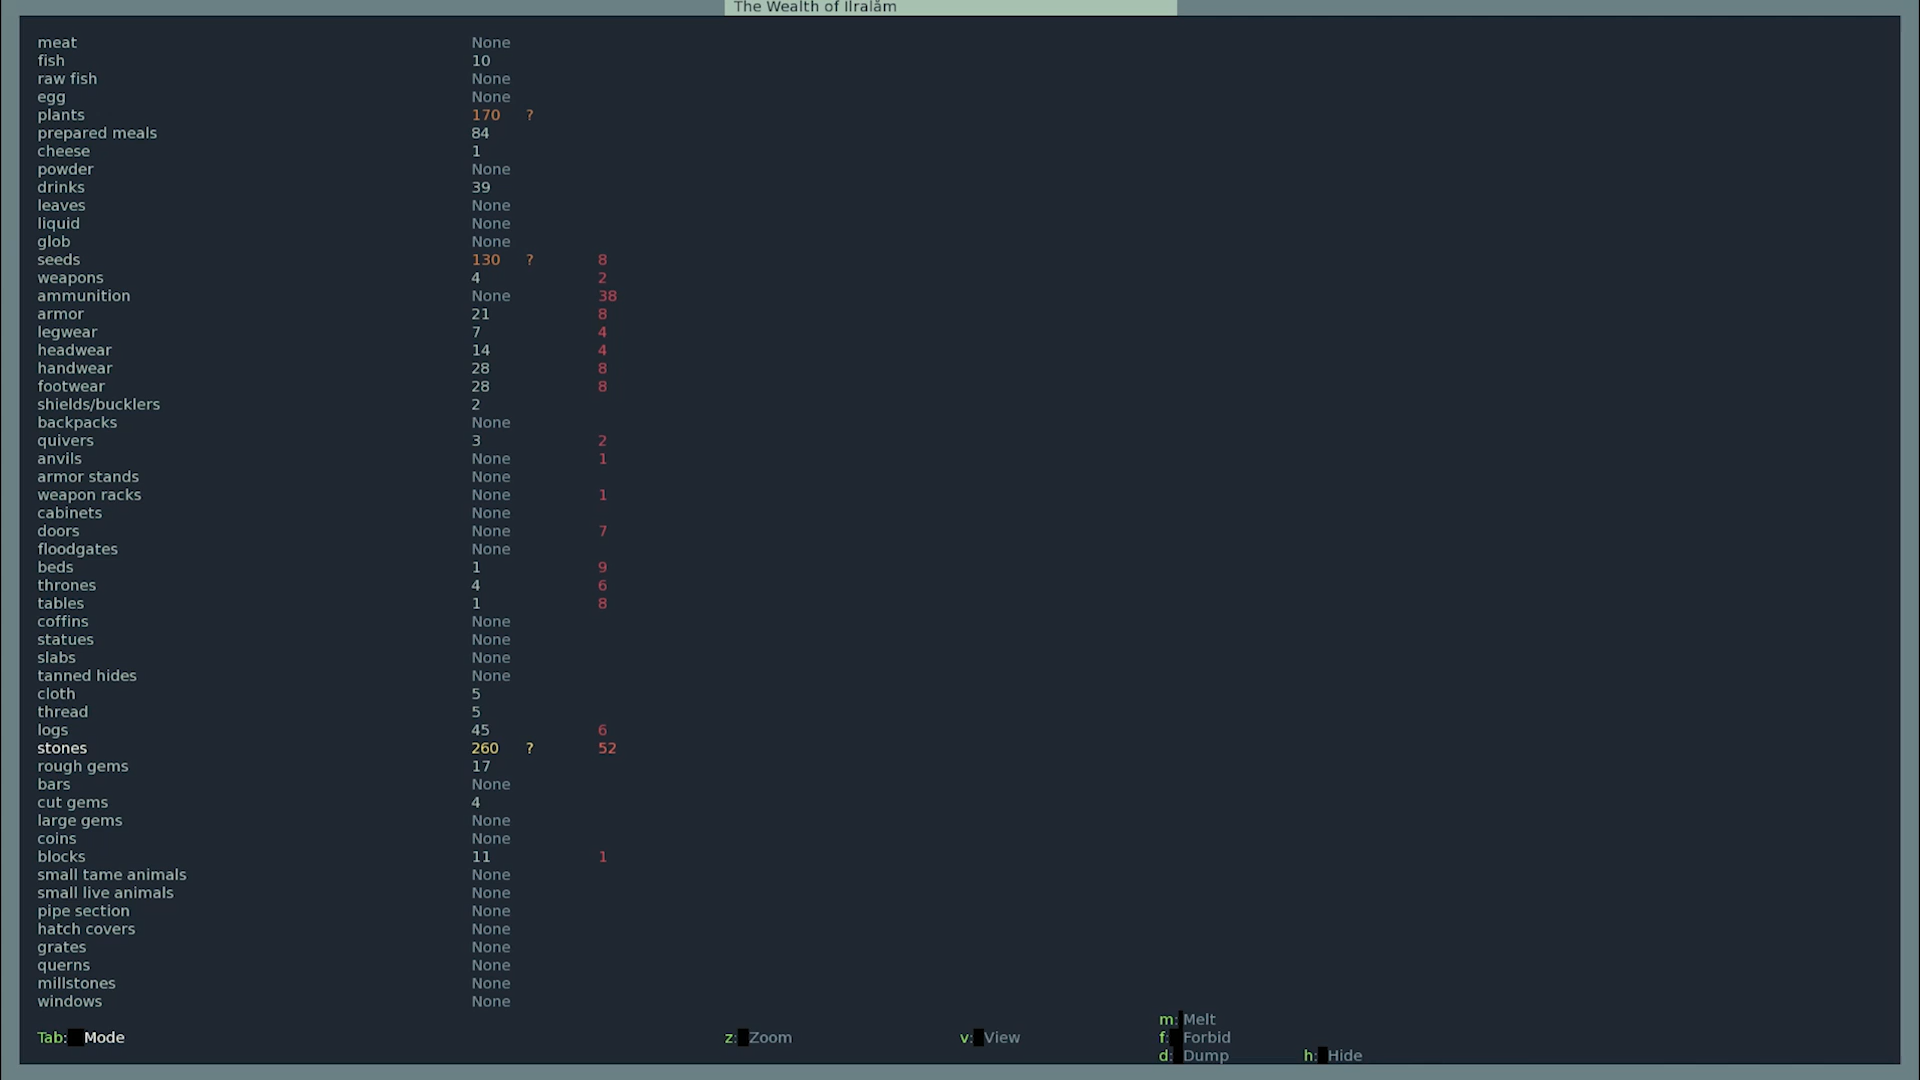 The Wealth of Ilralǎm
meat None
fish 10
raw fish None
egg None
plants 170 ?
prepared meals 84
cheese 1
powder None
drinks 39
leaves None
liquid None
glob None
seeds 130 ? 8
weapons 4 2
ammunition None 38
armor 21 8
legwear 7 4
headwear 14 4
handwear 28 8
footwear 28 8
shields/bucklers 2
backpacks None
quivers 3 2
anvils None 1
armor stands None
weapon racks None 1
cabinets None
doors None 7
floodgates None
beds 1 9
thrones 4 6
tables 1 8
coffins None
statues None
slabs None
tanned hides None
cloth 5
thread 5
logs 45 6
stones 260 ? 52
rough gems 17
bars None
cut gems 4
large gems None
coins None
blocks 11 1
small tame animals None
small live animals None
pipe section None
hatch covers None
grates None
querns None
millstones None
windows None
m: Melt
Tab: Mode z: Zoom v: View f: Forbid
d: Dump h: Hide